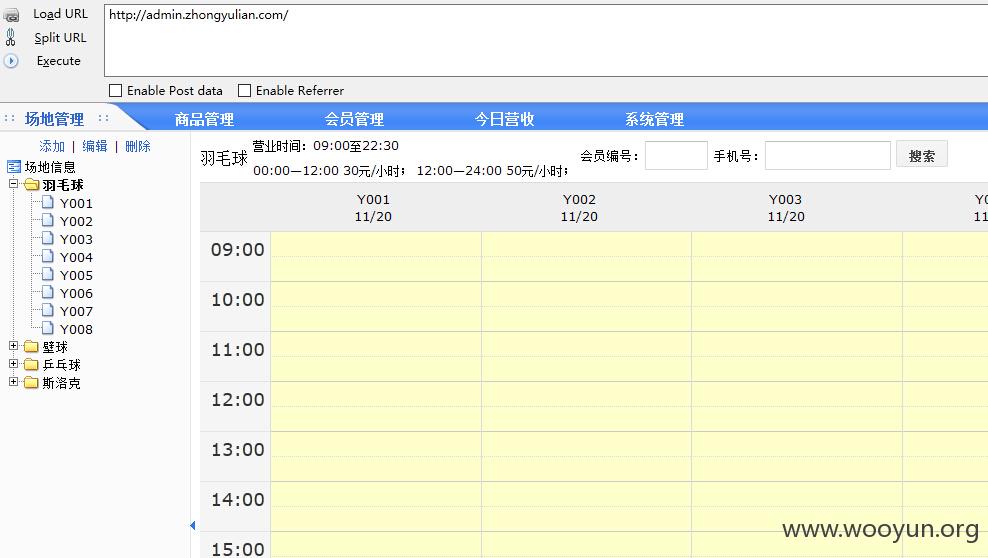 Load URL
http://admin.zhongyulian.com/
Split URL
Execute
Enable Post data
Enable Referrer
场地管理
商品管理
会员管理
今日营收
系统管理
添加 | 编辑 | 删除
场地信息
羽毛球
Y001
Y002
Y003
Y004
Y005
Y006
Y007
Y008
壁球
乒乓球
斯洛克
羽毛球
营业时间：09:00至22:30
00:00—12:00 30元/小时； 12:00—24:00 50元/小时；
会员编号：
手机号：
搜索
Y001
11/20
Y002
11/20
Y003
11/20
09:00
10:00
11:00
12:00
13:00
14:00
15:00
www.wooyun.org